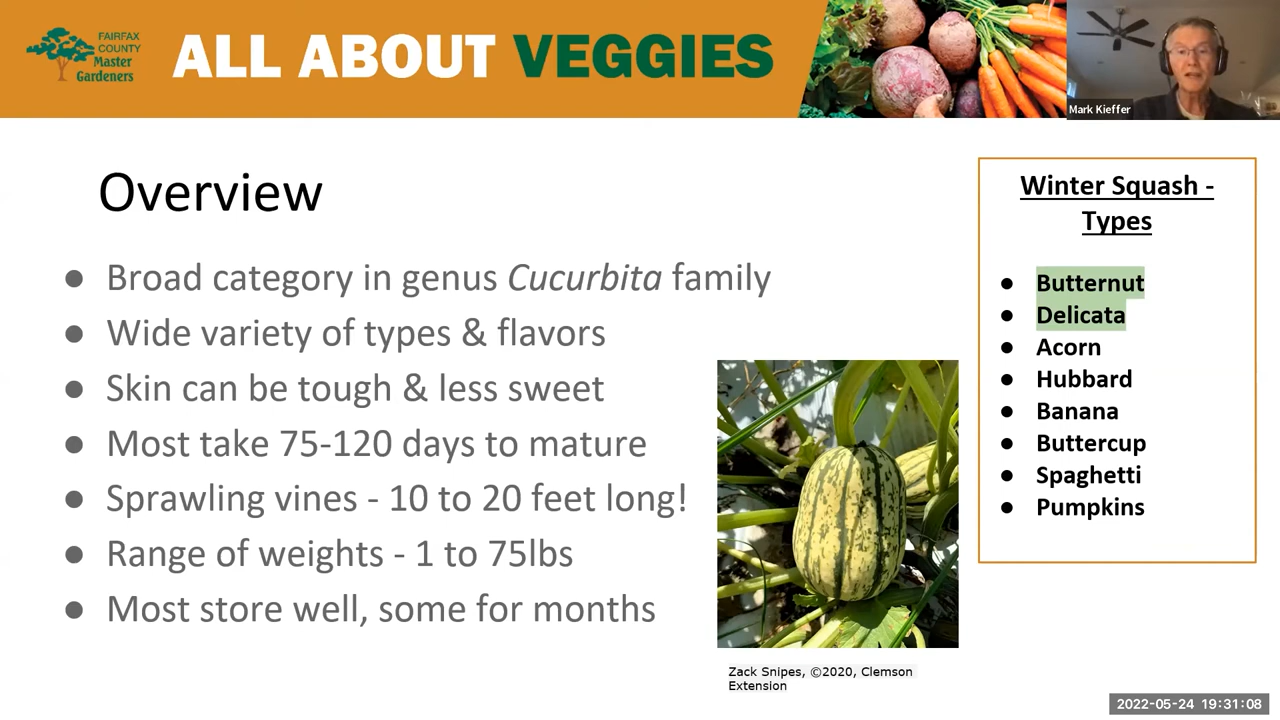 FAIRFAX
COUNTY
Master
Gardeners
ALL ABOUT VEGGIES
Mark Kieffer
Overview
● Broad category in genus Cucurbita family
● Wide variety of types & flavors
● Skin can be tough & less sweet
● Most take 75-120 days to mature
● Sprawling vines - 10 to 20 feet long!
● Range of weights - 1 to 75lbs
● Most store well, some for months
Zack Snipes, ©2020, Clemson
Extension
Winter Squash -
Types
● Butternut
● Delicata
● Acorn
● Hubbard
● Banana
● Buttercup
● Spaghetti
● Pumpkins
2022-05-24 19:31:08